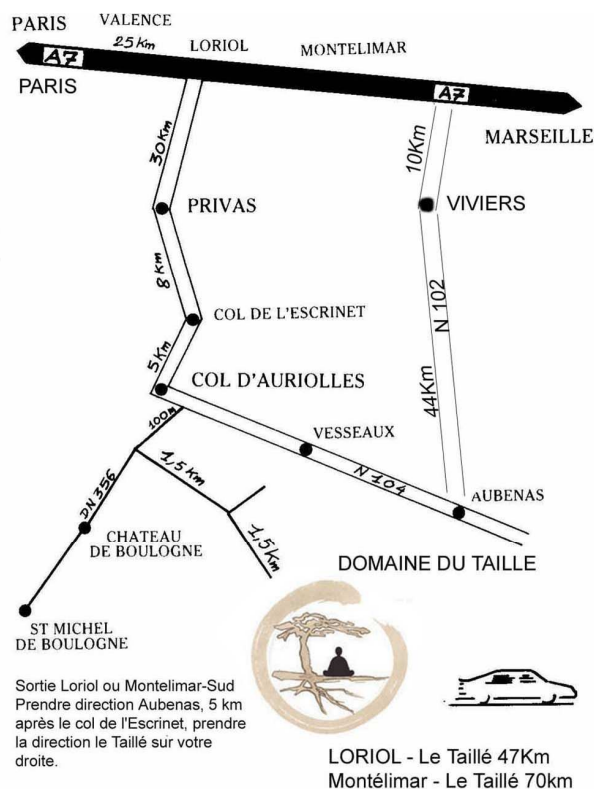 PARIS
VALENCE
25 Km
LORIOL
MONTELIMAR
A7
PARIS
A7
MARSEILLE
30 Km
10Km
PRIVAS
VIVIERS
8 Km
N 102
COL DE L'ESCRINET
5 Km
COL D'AURIOLLES
44Km
100m
VESSEAUX
1,5 Km
N 104
DN 356
AUBENAS
CHATEAU
DE BOULOGNE
1,5 Km
DOMAINE DU TAILLE
ST MICHEL
DE BOULOGNE
Sortie Loriol ou Montelimar-Sud
Prendre direction Aubenas, 5 km
après le col de l'Escrinet, prendre
la direction le Taillé sur votre
droite.
LORIOL - Le Taillé 47Km
Montélimar - Le Taillé 70km